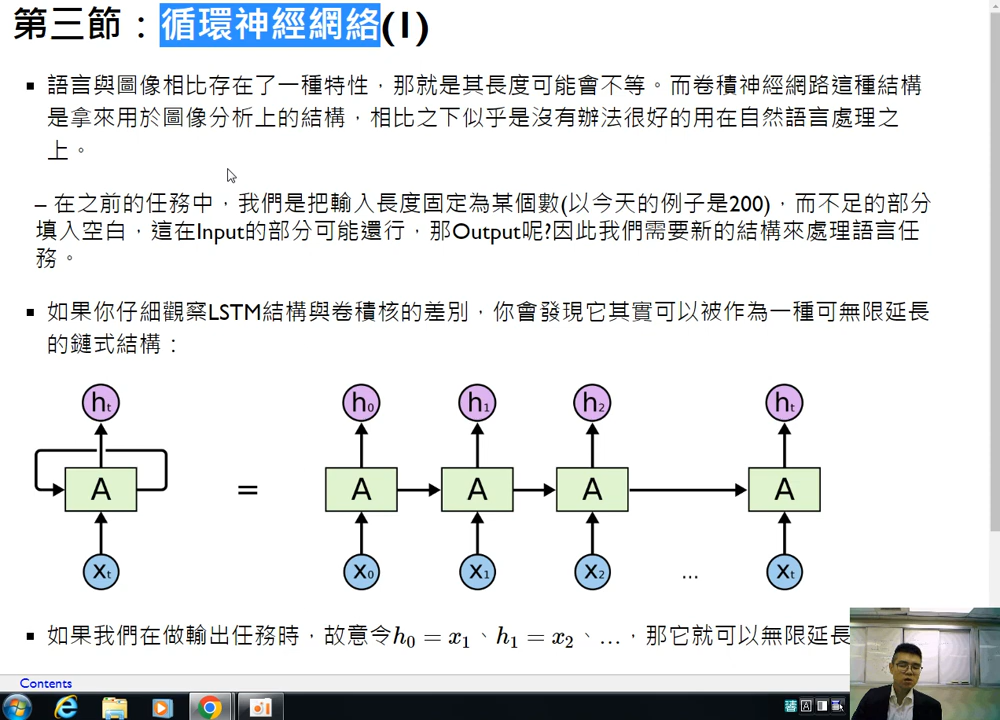 第三節：循環神經網絡(1)
▪ 語言與圖像相比存在了一種特性，那就是其長度可能會不等。而卷積神經網路這種結構
是拿來用於圖像分析上的結構，相比之下似乎是沒有辦法很好的用在自然語言處理之
上。
– 在之前的任務中，我們是把輸入長度固定為某個數(以今天的例子是200)，而不足的部分
填入空白，這在Input的部分可能還行，那Output呢?因此我們需要新的結構來處理語言任
務。
▪ 如果你仔細觀察LSTM結構與卷積核的差別，你會發現它其實可以被作為一種可無限延長
的鏈式結構：
hₜ h₀ h₁ h₂ hₜ
A = A A A A
xₜ x₀ x₁ x₂ ... xₜ
▪ 如果我們在做輸出任務時，故意令h₀ = x₁、h₁ = x₂、…，那它就可以無限延長
Contents